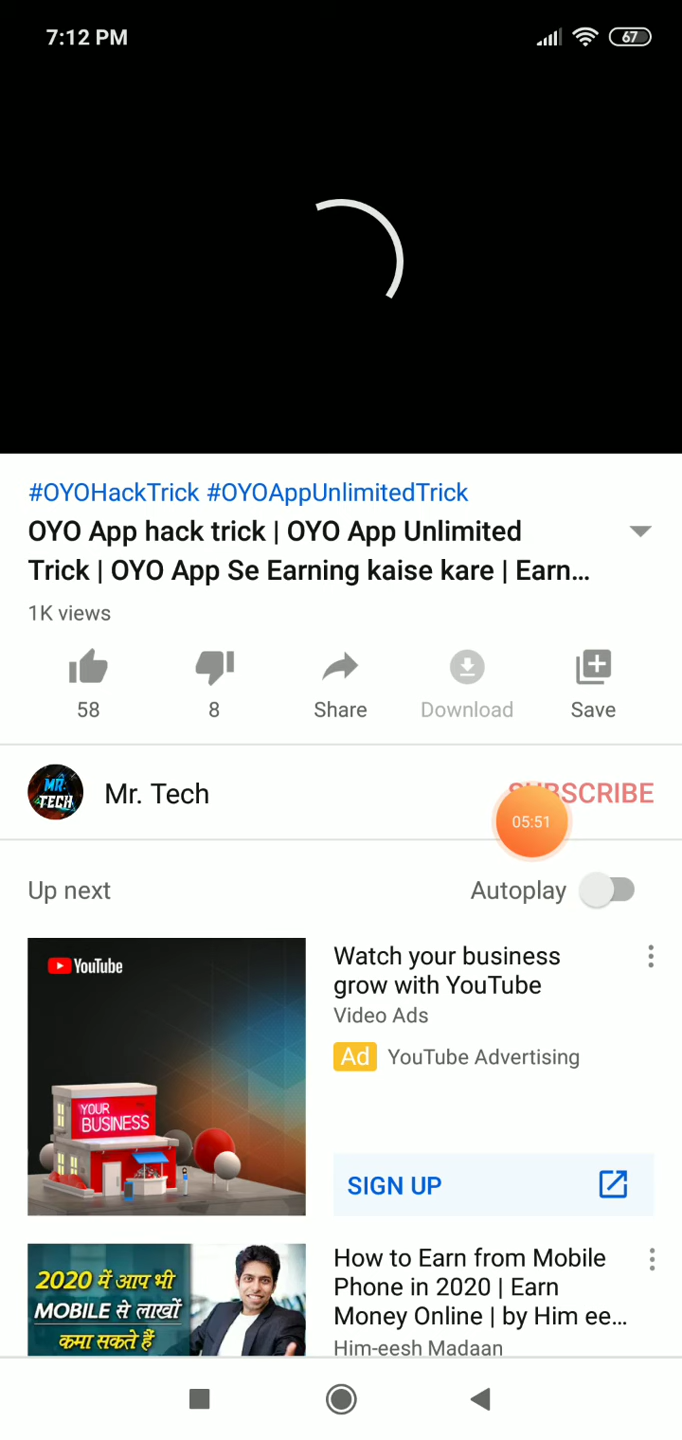 7:12 PM
67
#OYOHackTrick #OYOAppUnlimitedTrick
OYO App hack trick | OYO App Unlimited
Trick | OYO App Se Earning kaise kare | Earn...
1K views
58
8
Share
Download
Save
MR. TECH
Mr. Tech
SUBSCRIBE
05:51
Up next
Autoplay
YouTube
YOUR
BUSINESS
Watch your business
grow with YouTube
Video Ads
Ad YouTube Advertising
SIGN UP
2020 में आप भी
MOBILE से लाखों
कमा सकते हैं
How to Earn from Mobile
Phone in 2020 | Earn
Money Online | by Him ee...
Him-eesh Madaan